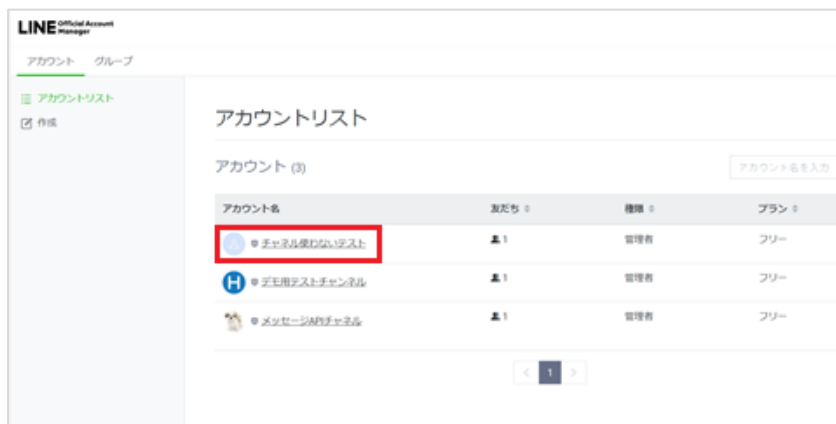 LINE Official Account Manager
アカウント グループ
アカウントリスト
作成
アカウントリスト
アカウント (3)
アカウント名を入力
アカウント名 友だち 権限 プラン
チャネル使わないテスト 1 管理者 フリー
H デモ用テストチャンネル 1 管理者 フリー
メッセージAPIチャネル 1 管理者 フリー
< 1 >